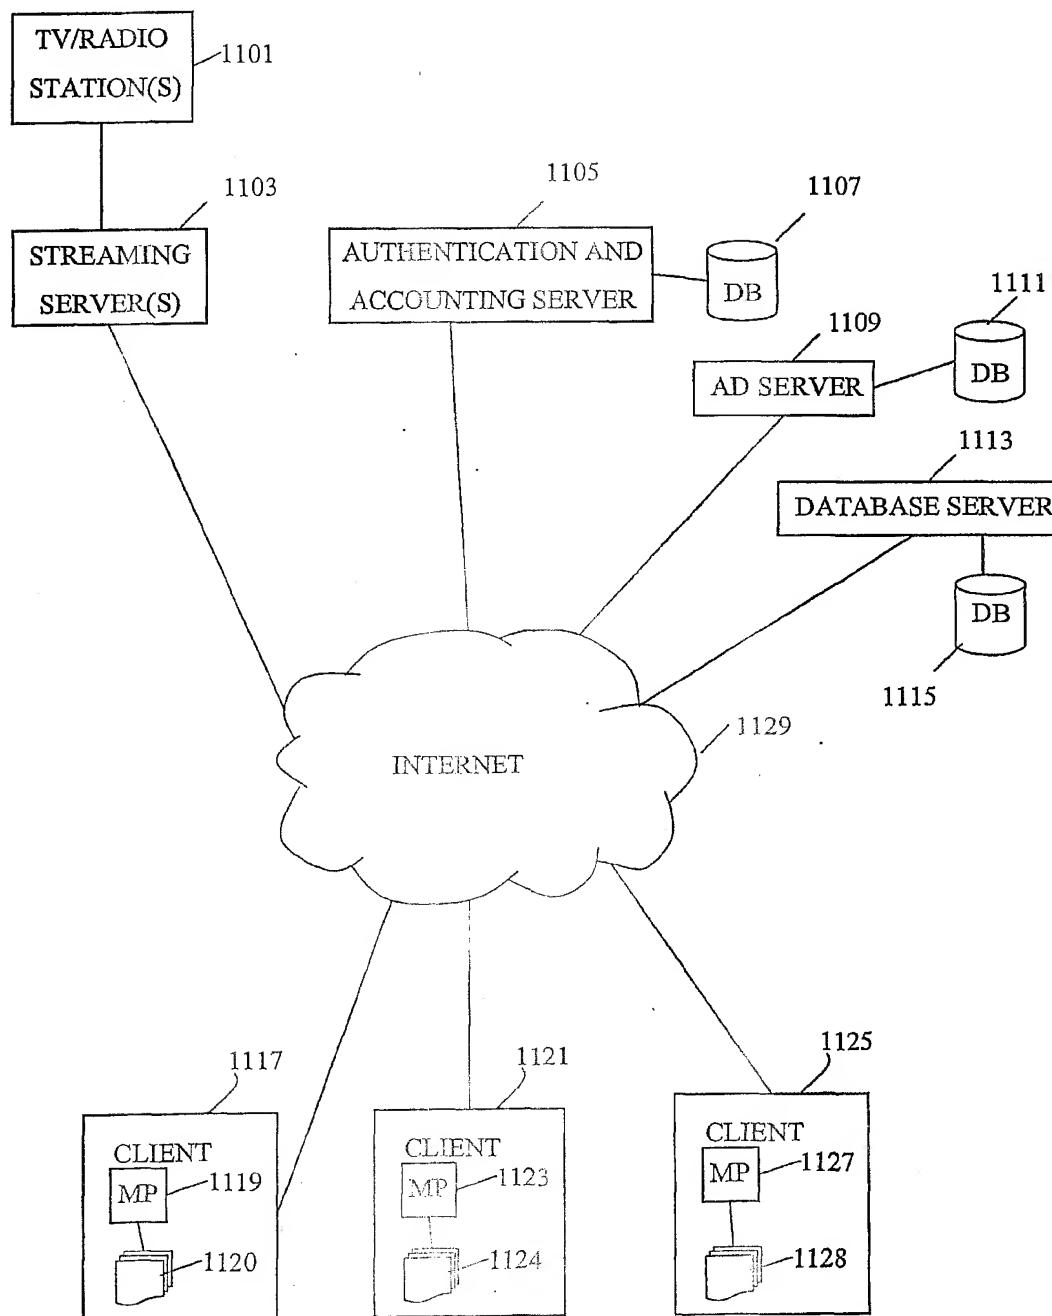 TV/RADIO
STATION(S)
1101
1103
STREAMING
SERVER(S)
1105
AUTHENTICATION AND
ACCOUNTING SERVER
1107
DB
1109
AD SERVER
1111
DB
1113
DATABASE SERVER
DB
1115
INTERNET
1129
1117
CLIENT
MP
1119
1120
1121
CLIENT
MP
1123
1124
1125
CLIENT
MP
1127
1128